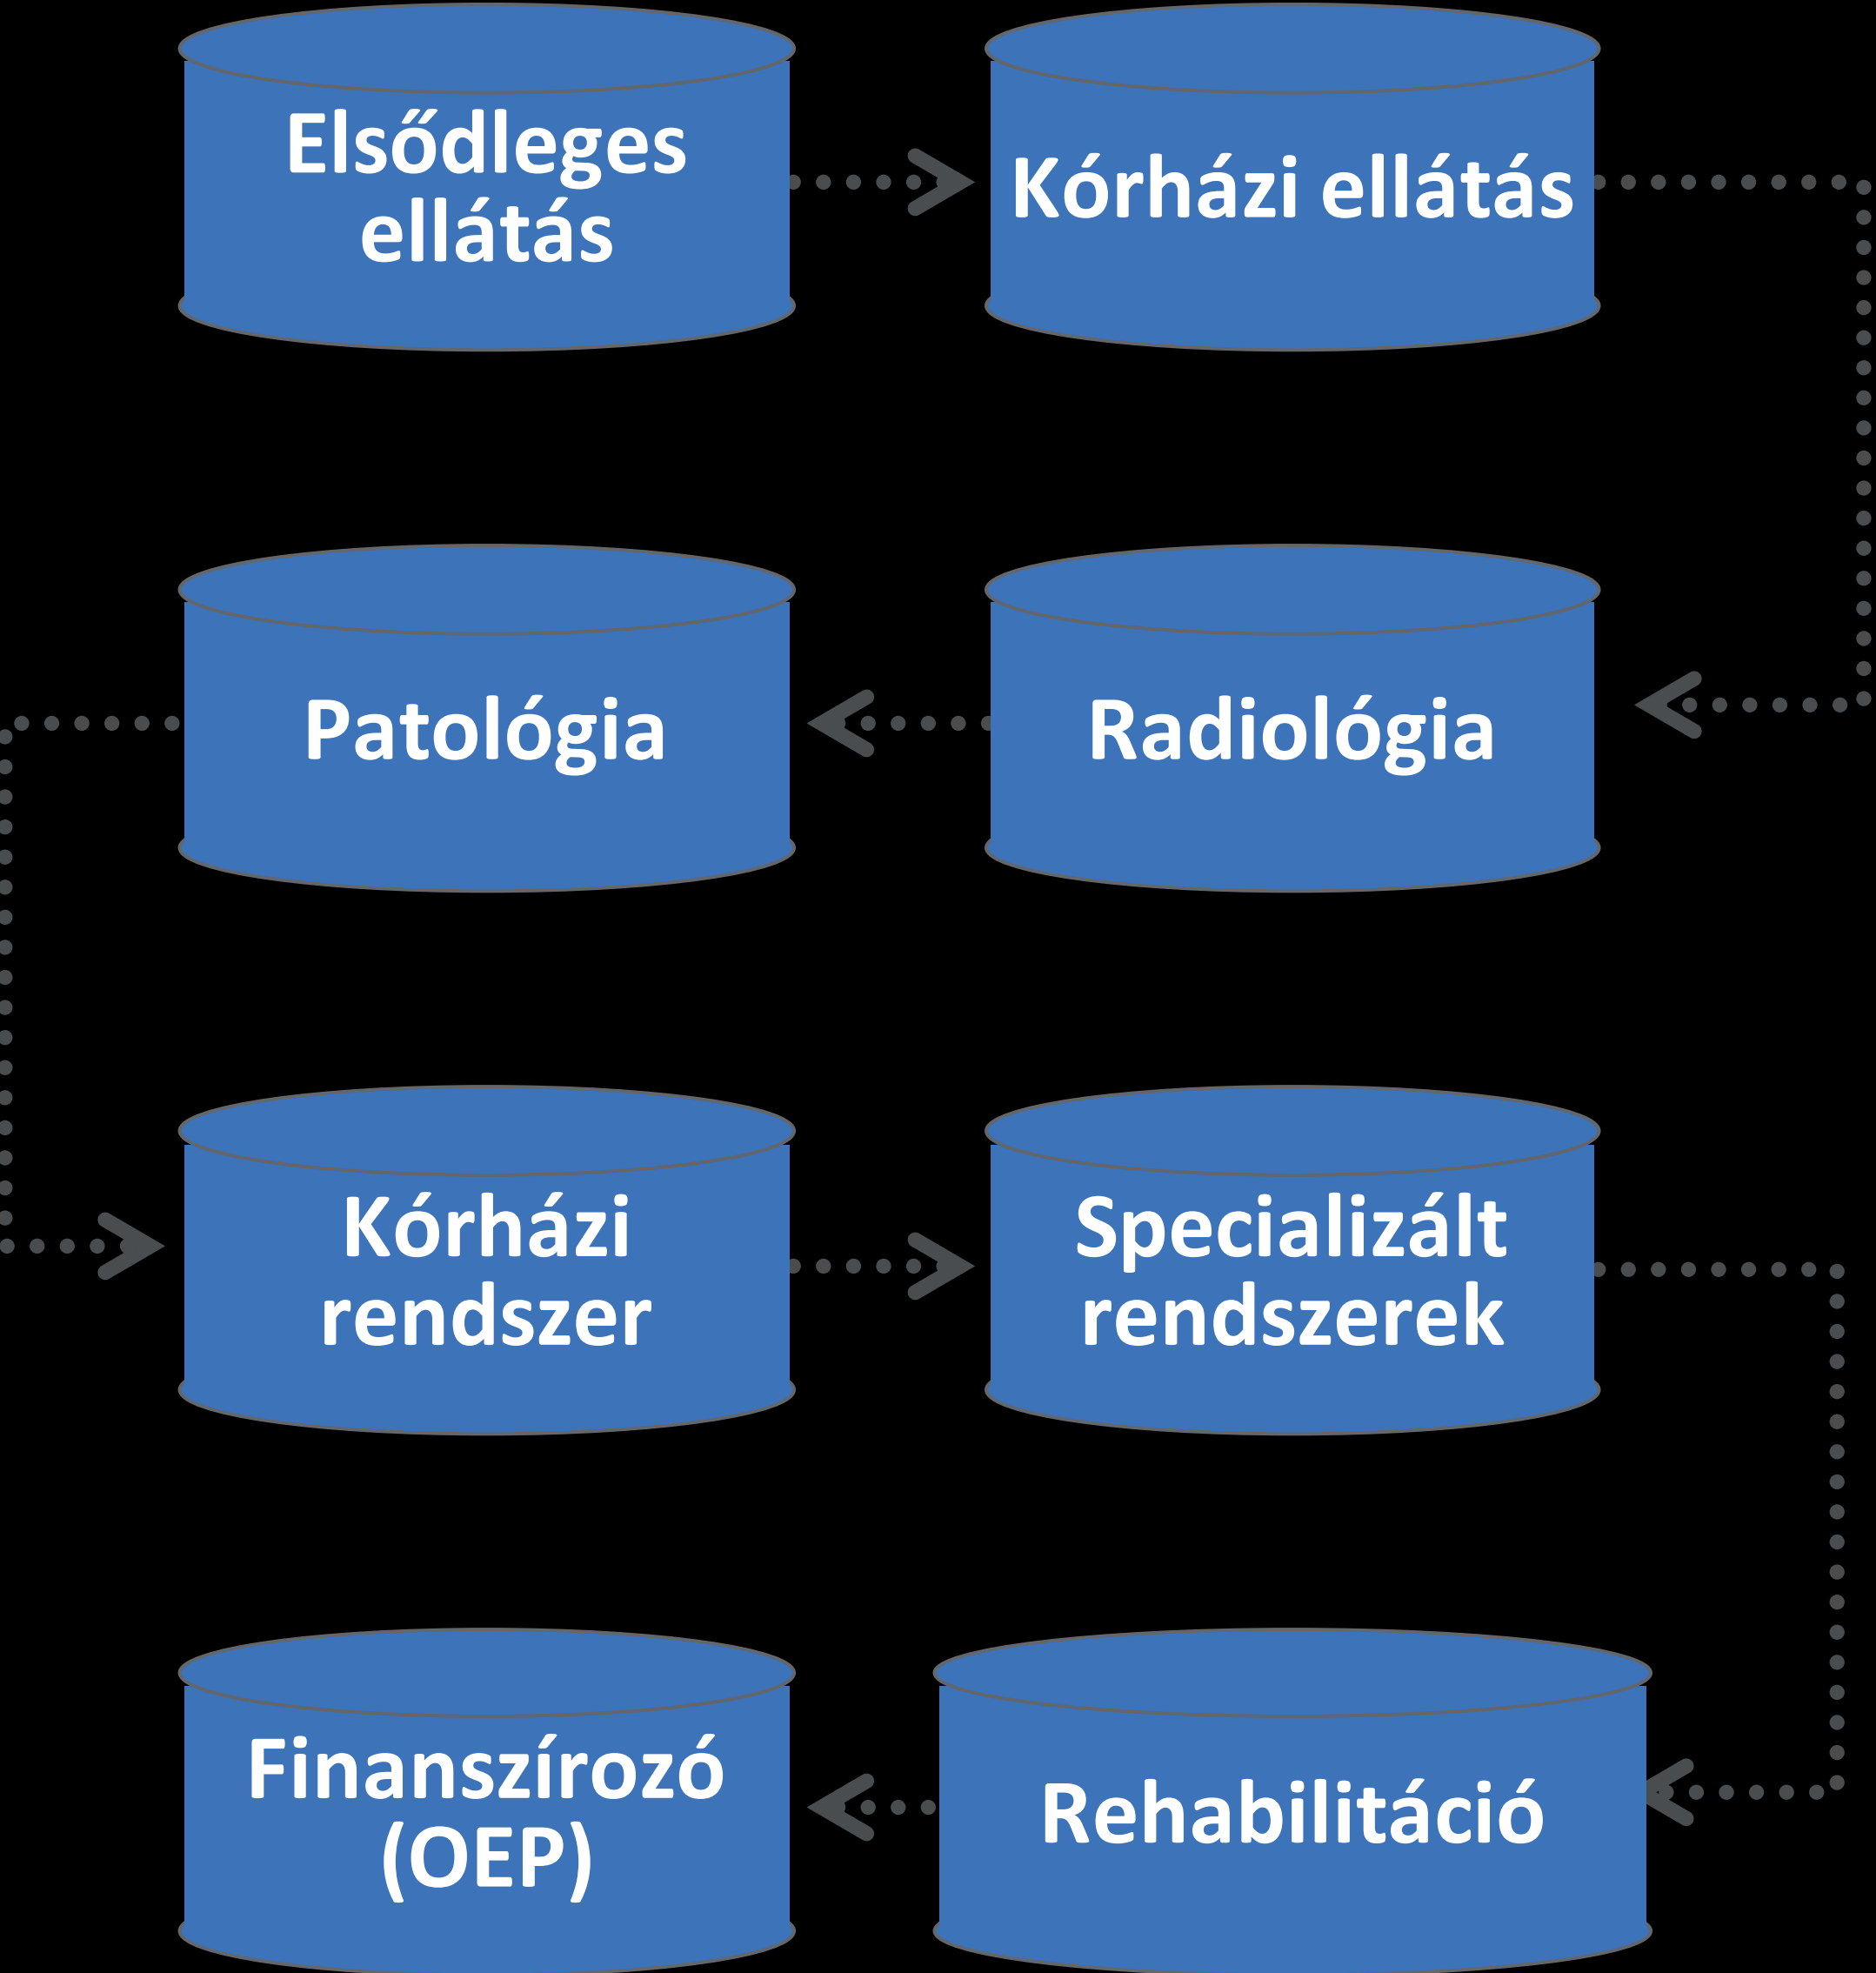 Elsődleges
ellátás
Kórházi ellátás
Patológia
Radiológia
Kórházi
rendszer
Specializált
rendszerek
Finanszírozó
(OEP)
Rehabilitáció